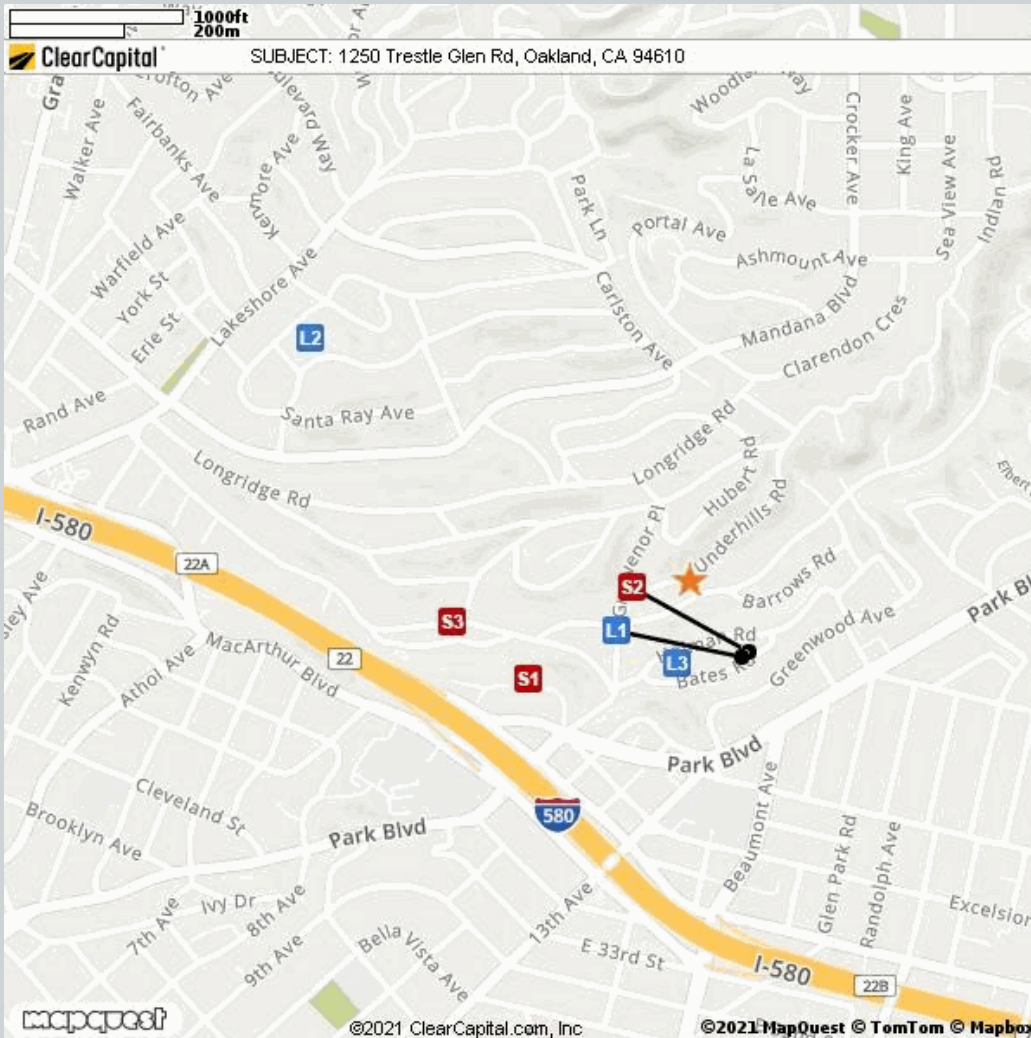 1000ft
200m
ClearCapital
SUBJECT: 1250 Trestle Glen Rd, Oakland, CA 94610
Gra
Walker Ave
Crofton Ave
Fairbanks Ave
Boulevard Way
Kenmore Ave
Warfield Ave
York St
Erie St
Lakeshore Ave
Rand Ave
Santa Ray Ave
L2
Park Ln
Carlston Ave
Portal Ave
La Salle Ave
Ashmount Ave
Mandana Blvd
Clarendon Cres
Crocker Ave
King Ave
Sea View Ave
Indian Rd
Longridge Rd
Longridge Rd
Hubert Rd
Underhills Rd
Barrows Rd
Greenwood Ave
Park Bl
I-580
22A
S2
S3
L1
S1
L3
Bates Rd
Kenwyn Rd
Athol Ave
MacArthur Blvd
22
Park Blvd
580
Cleveland St
Brooklyn Ave
Park Blvd
Ivy Dr
7th Ave
8th Ave
9th Ave
Bella Vista Ave
13th Ave
E 33rd St
Beaumont Ave
Glen Park Rd
Randolph Ave
Excelsior
I-580
22B
mapquest
©2021 ClearCapital.com, Inc
©2021 MapQuest © TomTom © Mapbox